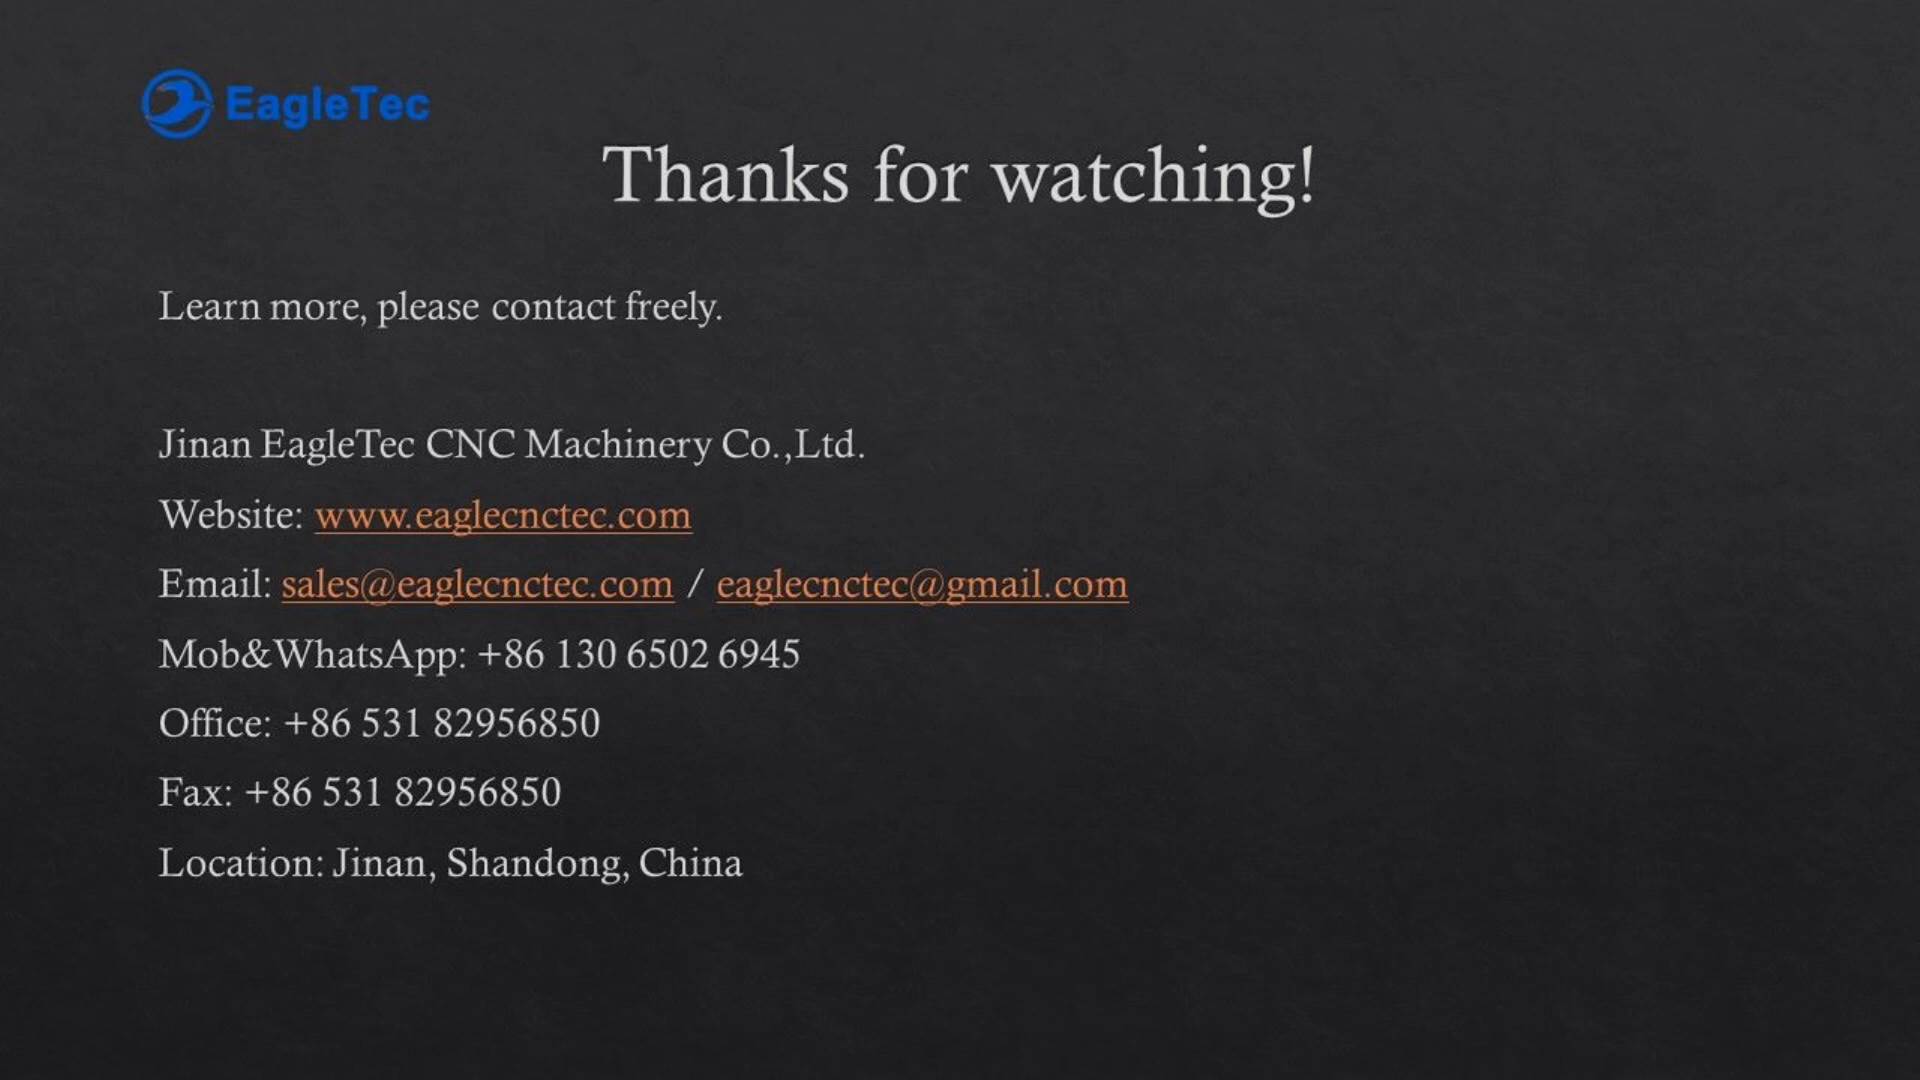 EagleTec
Thanks for watching!
Learn more, please contact freely.
Jinan EagleTec CNC Machinery Co.,Ltd.
Website: www.eaglecnctec.com
Email: sales@eaglecnctec.com / eaglecnctec@gmail.com
Mob&WhatsApp: +86 130 6502 6945
Office: +86 531 82956850
Fax: +86 531 82956850
Location: Jinan, Shandong, China